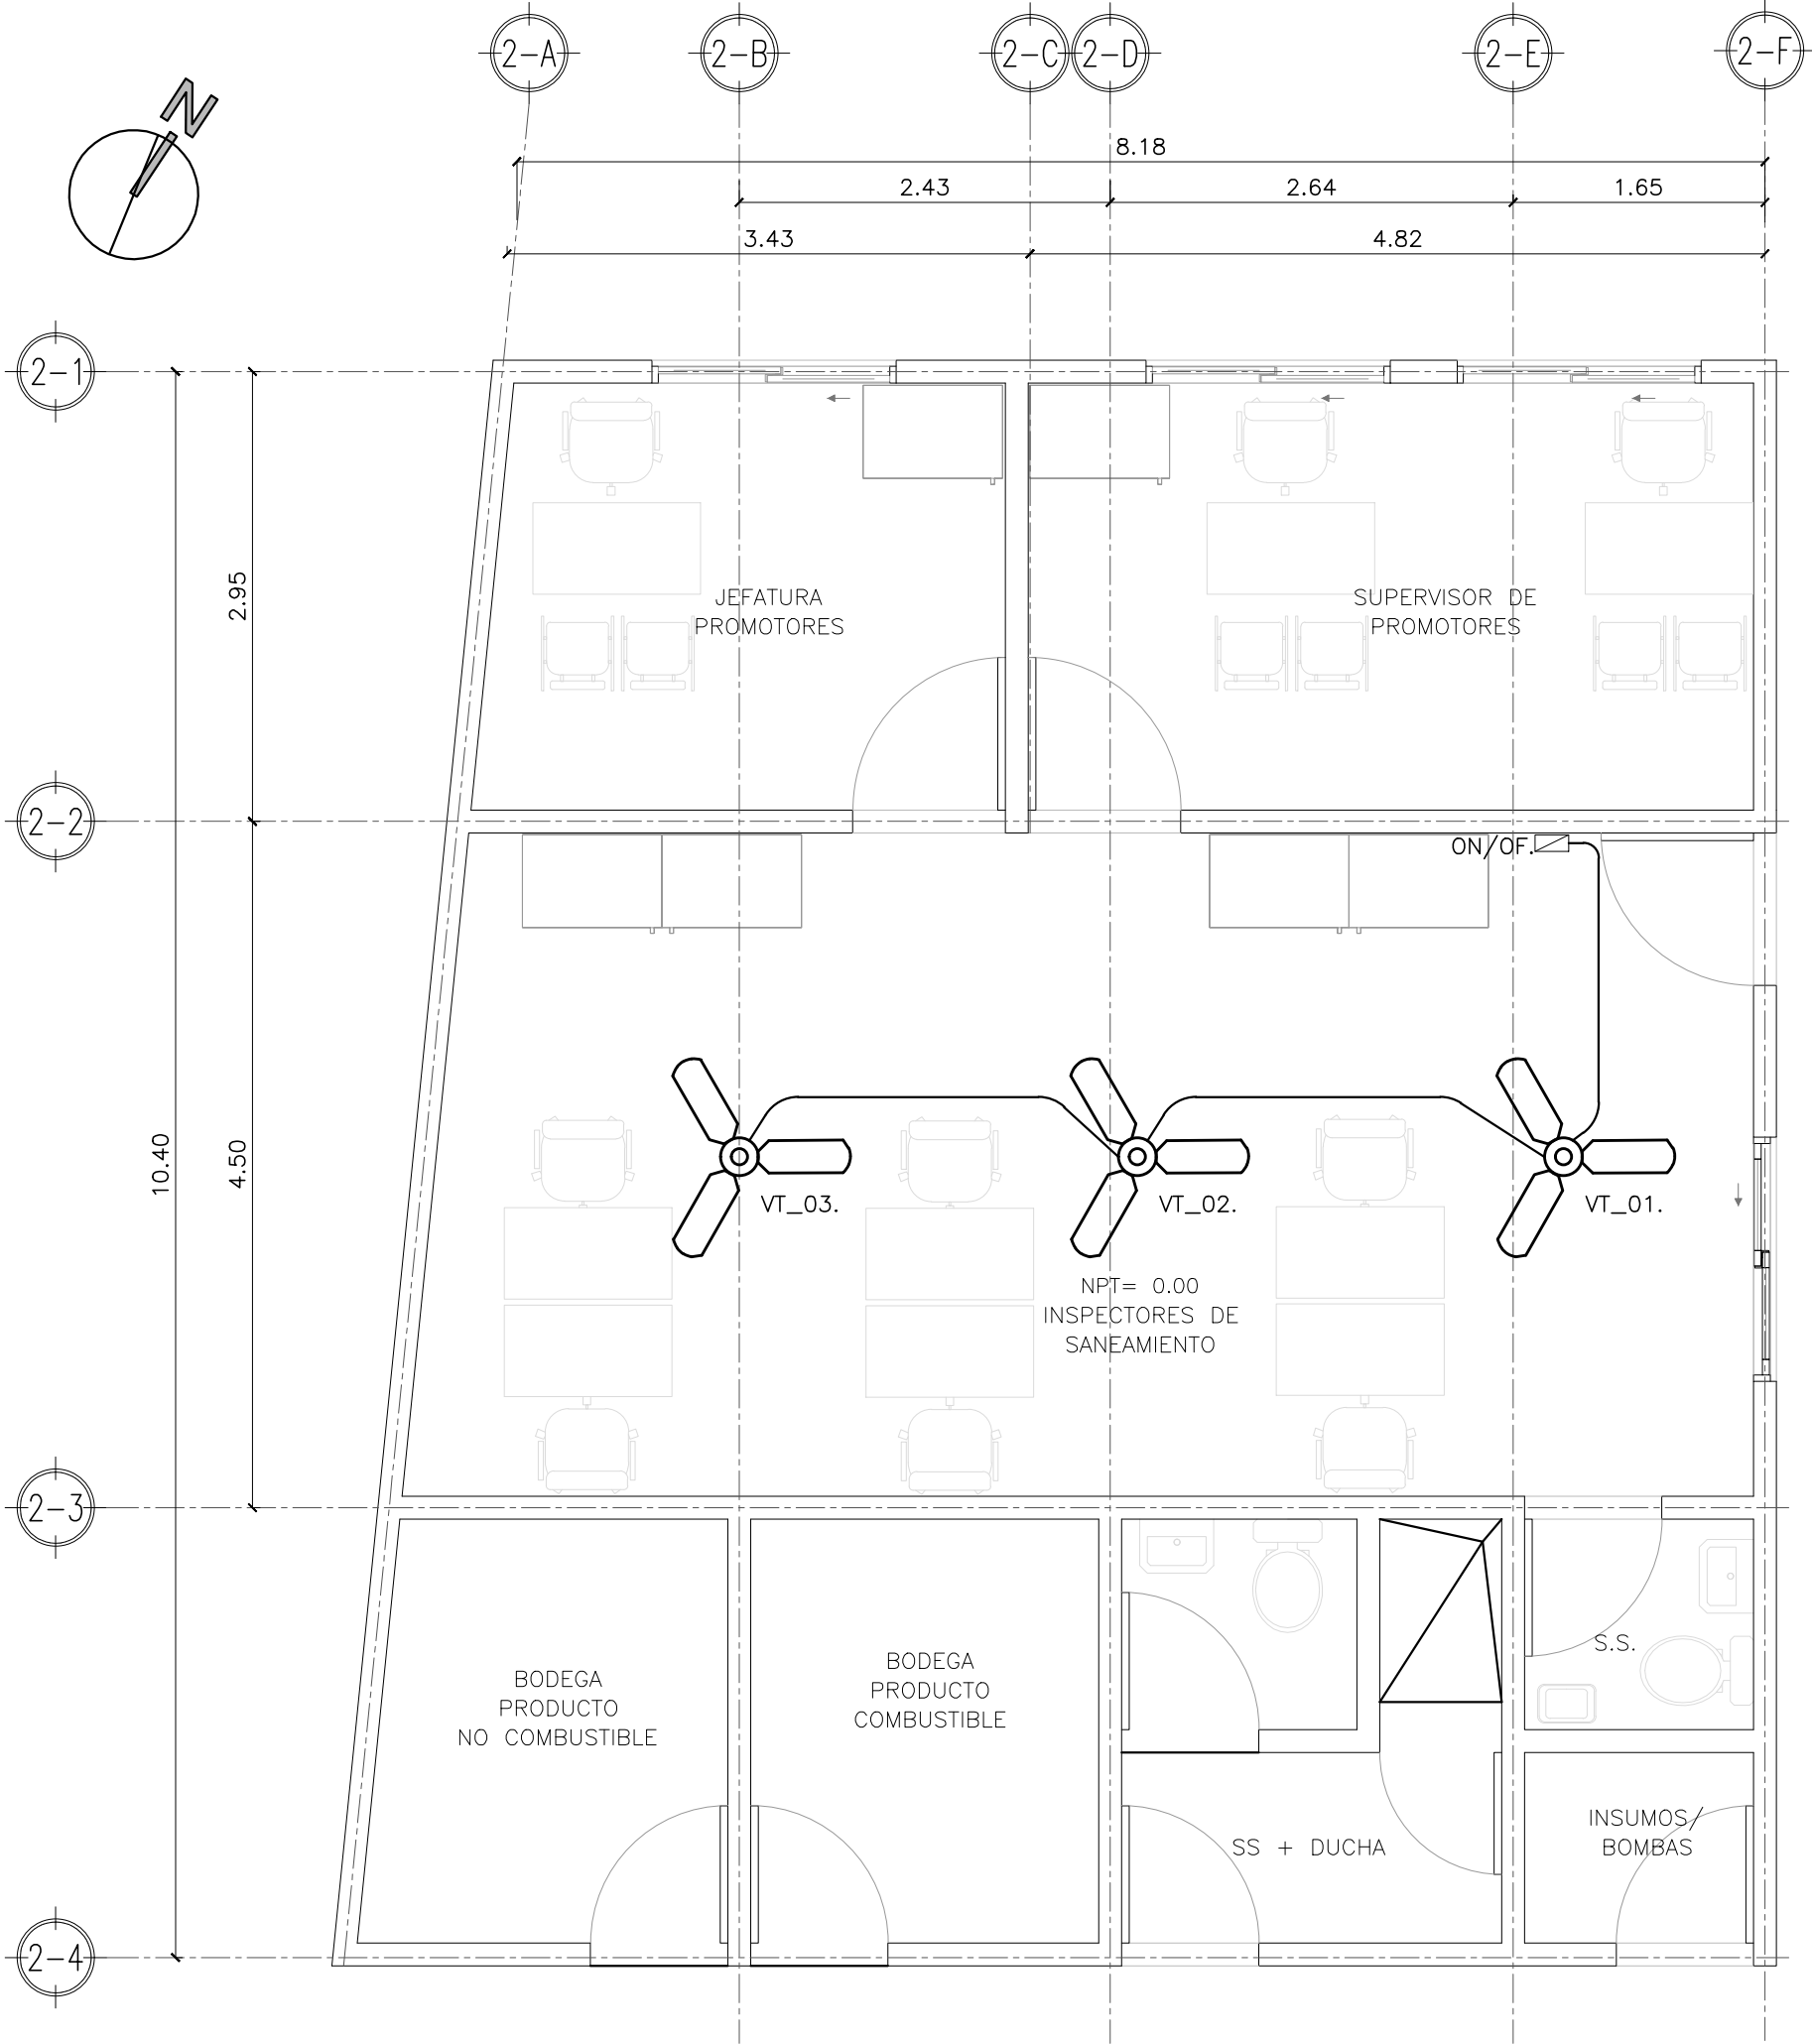 2-A
2-B
2-C
2-D
2-E
2-F
N
8.18
2.43
2.64
1.65
3.43
4.82
2-1
2.95
JEFATURA
PROMOTORES
SUPERVISOR DE
PROMOTORES
2-2
ON/OF.
10.40
4.50
VT_03.
VT_02.
VT_01.
NPT= 0.00
INSPECTORES DE
SANEAMIENTO
2-3
BODEGA
PRODUCTO
NO COMBUSTIBLE
BODEGA
PRODUCTO
COMBUSTIBLE
S.S.
SS + DUCHA
INSUMOS/
BOMBAS
2-4